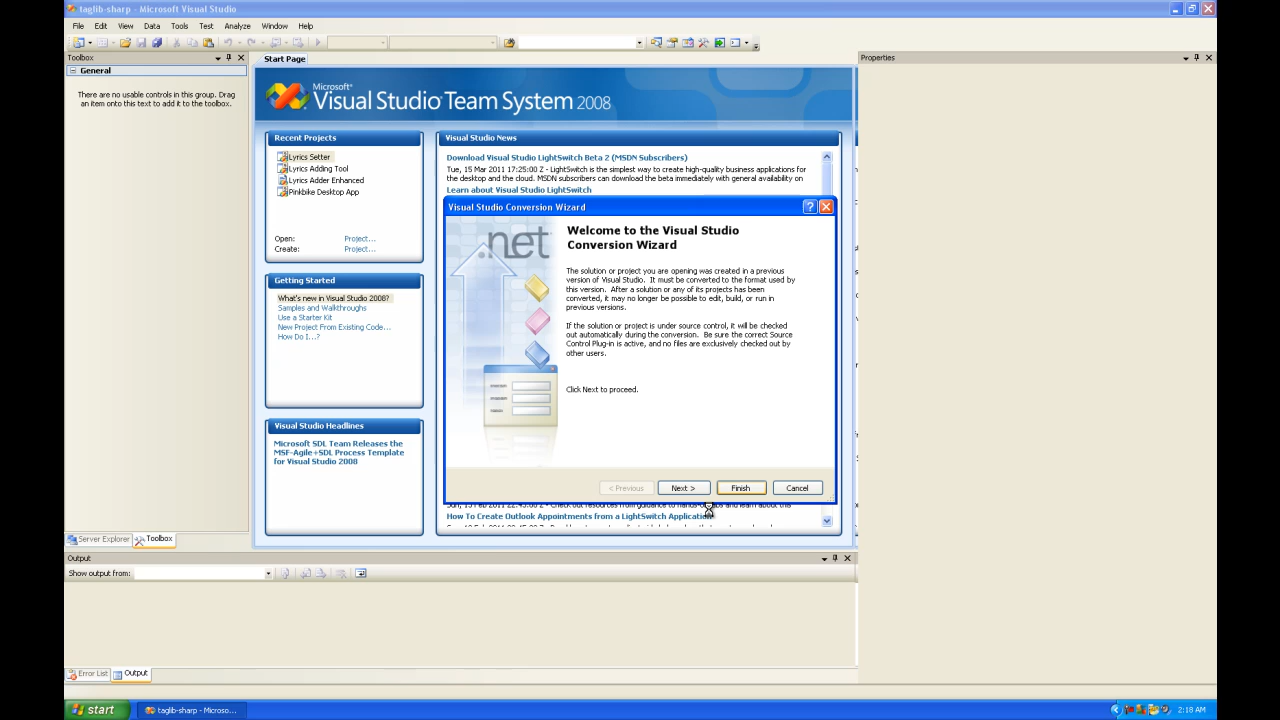 taglib-sharp - Microsoft Visual Studio
File Edit View Data Tools Test Analyze Window Help
Toolbox
General
There are no usable controls in this group. Drag
an item onto this text to add it to the toolbox.
Server Explorer Toolbox
Start Page
Microsoft®
Visual Studio Team System 2008
Recent Projects
Lyrics Setter
Lyrics Adding Tool
Lyrics Adder Enhanced
Pinkbike Desktop App
Open: Project...
Create: Project...
Getting Started
What's new in Visual Studio 2008?
Samples and Walkthroughs
Use a Starter Kit
New Project From Existing Code...
How Do I...?
Visual Studio Headlines
Microsoft SDL Team Releases the
MSF-Agile+SDL Process Template
for Visual Studio 2008
Visual Studio News
Download Visual Studio LightSwitch Beta 2 (MSDN Subscribers)
Tue, 15 Mar 2011 17:25:00 Z - LightSwitch is the simplest way to create high-quality business applications for
the desktop and the cloud. MSDN subscribers can download the beta immediately with general availability on
Learn about Visual Studio LightSwitch
Visual Studio Conversion Wizard
.net
Welcome to the Visual Studio
Conversion Wizard
The solution or project you are opening was created in a previous
version of Visual Studio. It must be converted to the format used by
this version. After a solution or any of its projects has been
converted, it may no longer be possible to edit, build, or run in
previous versions.
If the solution or project is under source control, it will be checked
out automatically during the conversion. Be sure the correct Source
Control Plug-in is active, and no files are exclusively checked out by
other users.
Click Next to proceed.
< Previous Next > Finish Cancel
How To Create Outlook Appointments from a LightSwitch Application
Properties
Output
Show output from:
Error List Output
start taglib-sharp - Microso... 2:18 AM